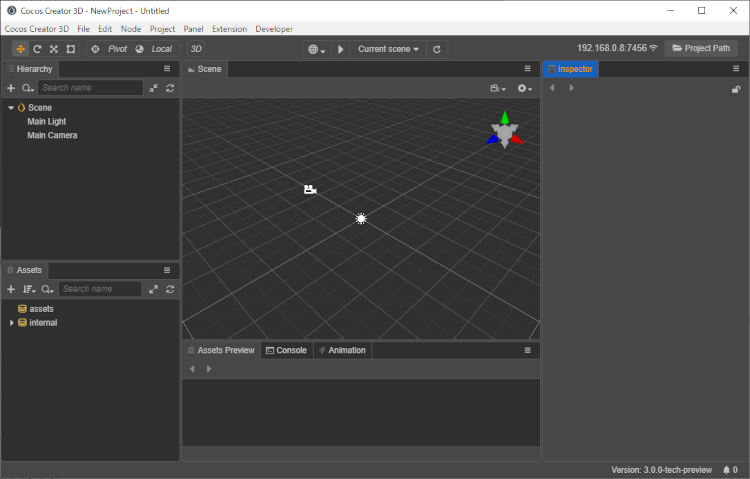 Cocos Creator 3D - NewProject - Untitled
Cocos Creator 3D File Edit Node Project Panel Extension Developer
Pivot Local 3D Current scene 192.168.0.8:7456 Project Path
Hierarchy
Search name
Scene
Main Light
Main Camera
Assets
Search name
assets
internal
Scene
Assets Preview Console Animation
Inspector
Version: 3.0.0-tech-preview 0